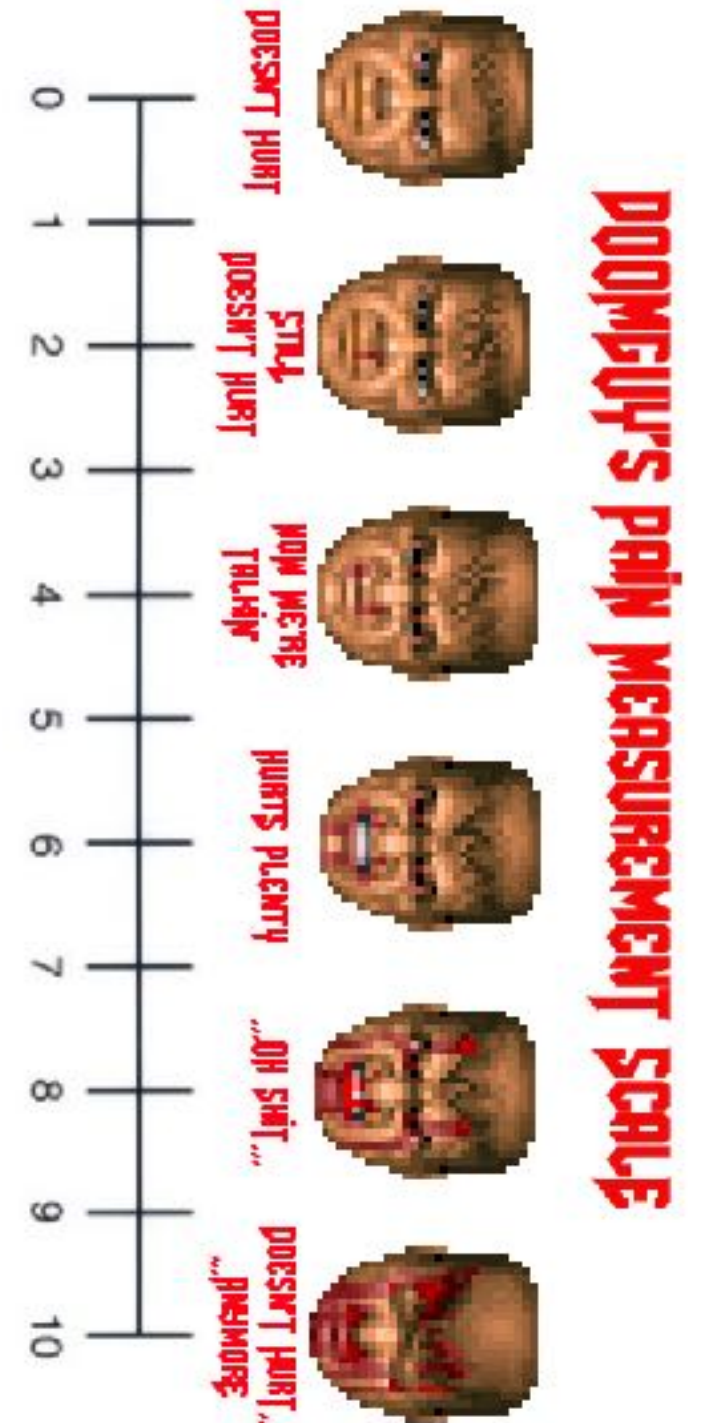 DOOMGUY'S PAIN MEASUREMENT SCALE
DOESN'T HURT
STILL
DOESN'T HURT
NOW WE'RE
TALKIN'
HURTS PLENTY
...OH SHIT...
DOESN'T HURT...
...ANYMORE
0 1 2 3 4 5 6 7 8 9 10